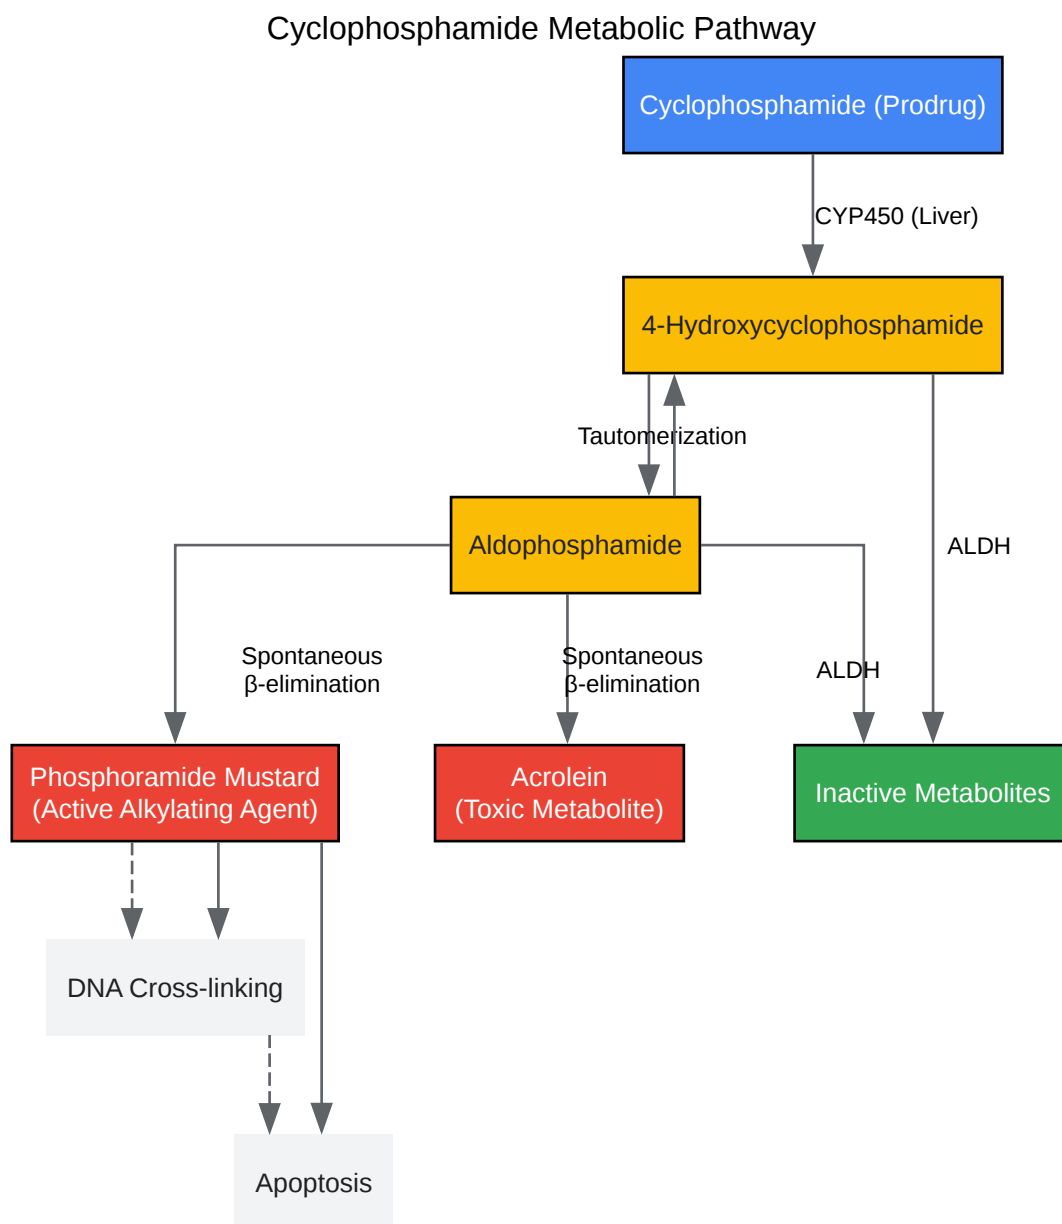 Cyclophosphamide Metabolic Pathway
Cyclophosphamide (Prodrug)
CYP450 (Liver)
4-Hydroxycyclophosphamide
Tautomerization
Aldophosphamide
ALDH
Spontaneous
β-elimination
Spontaneous
β-elimination
ALDH
Phosphoramide Mustard
(Active Alkylating Agent)
Acrolein
(Toxic Metabolite)
Inactive Metabolites
DNA Cross-linking
Apoptosis